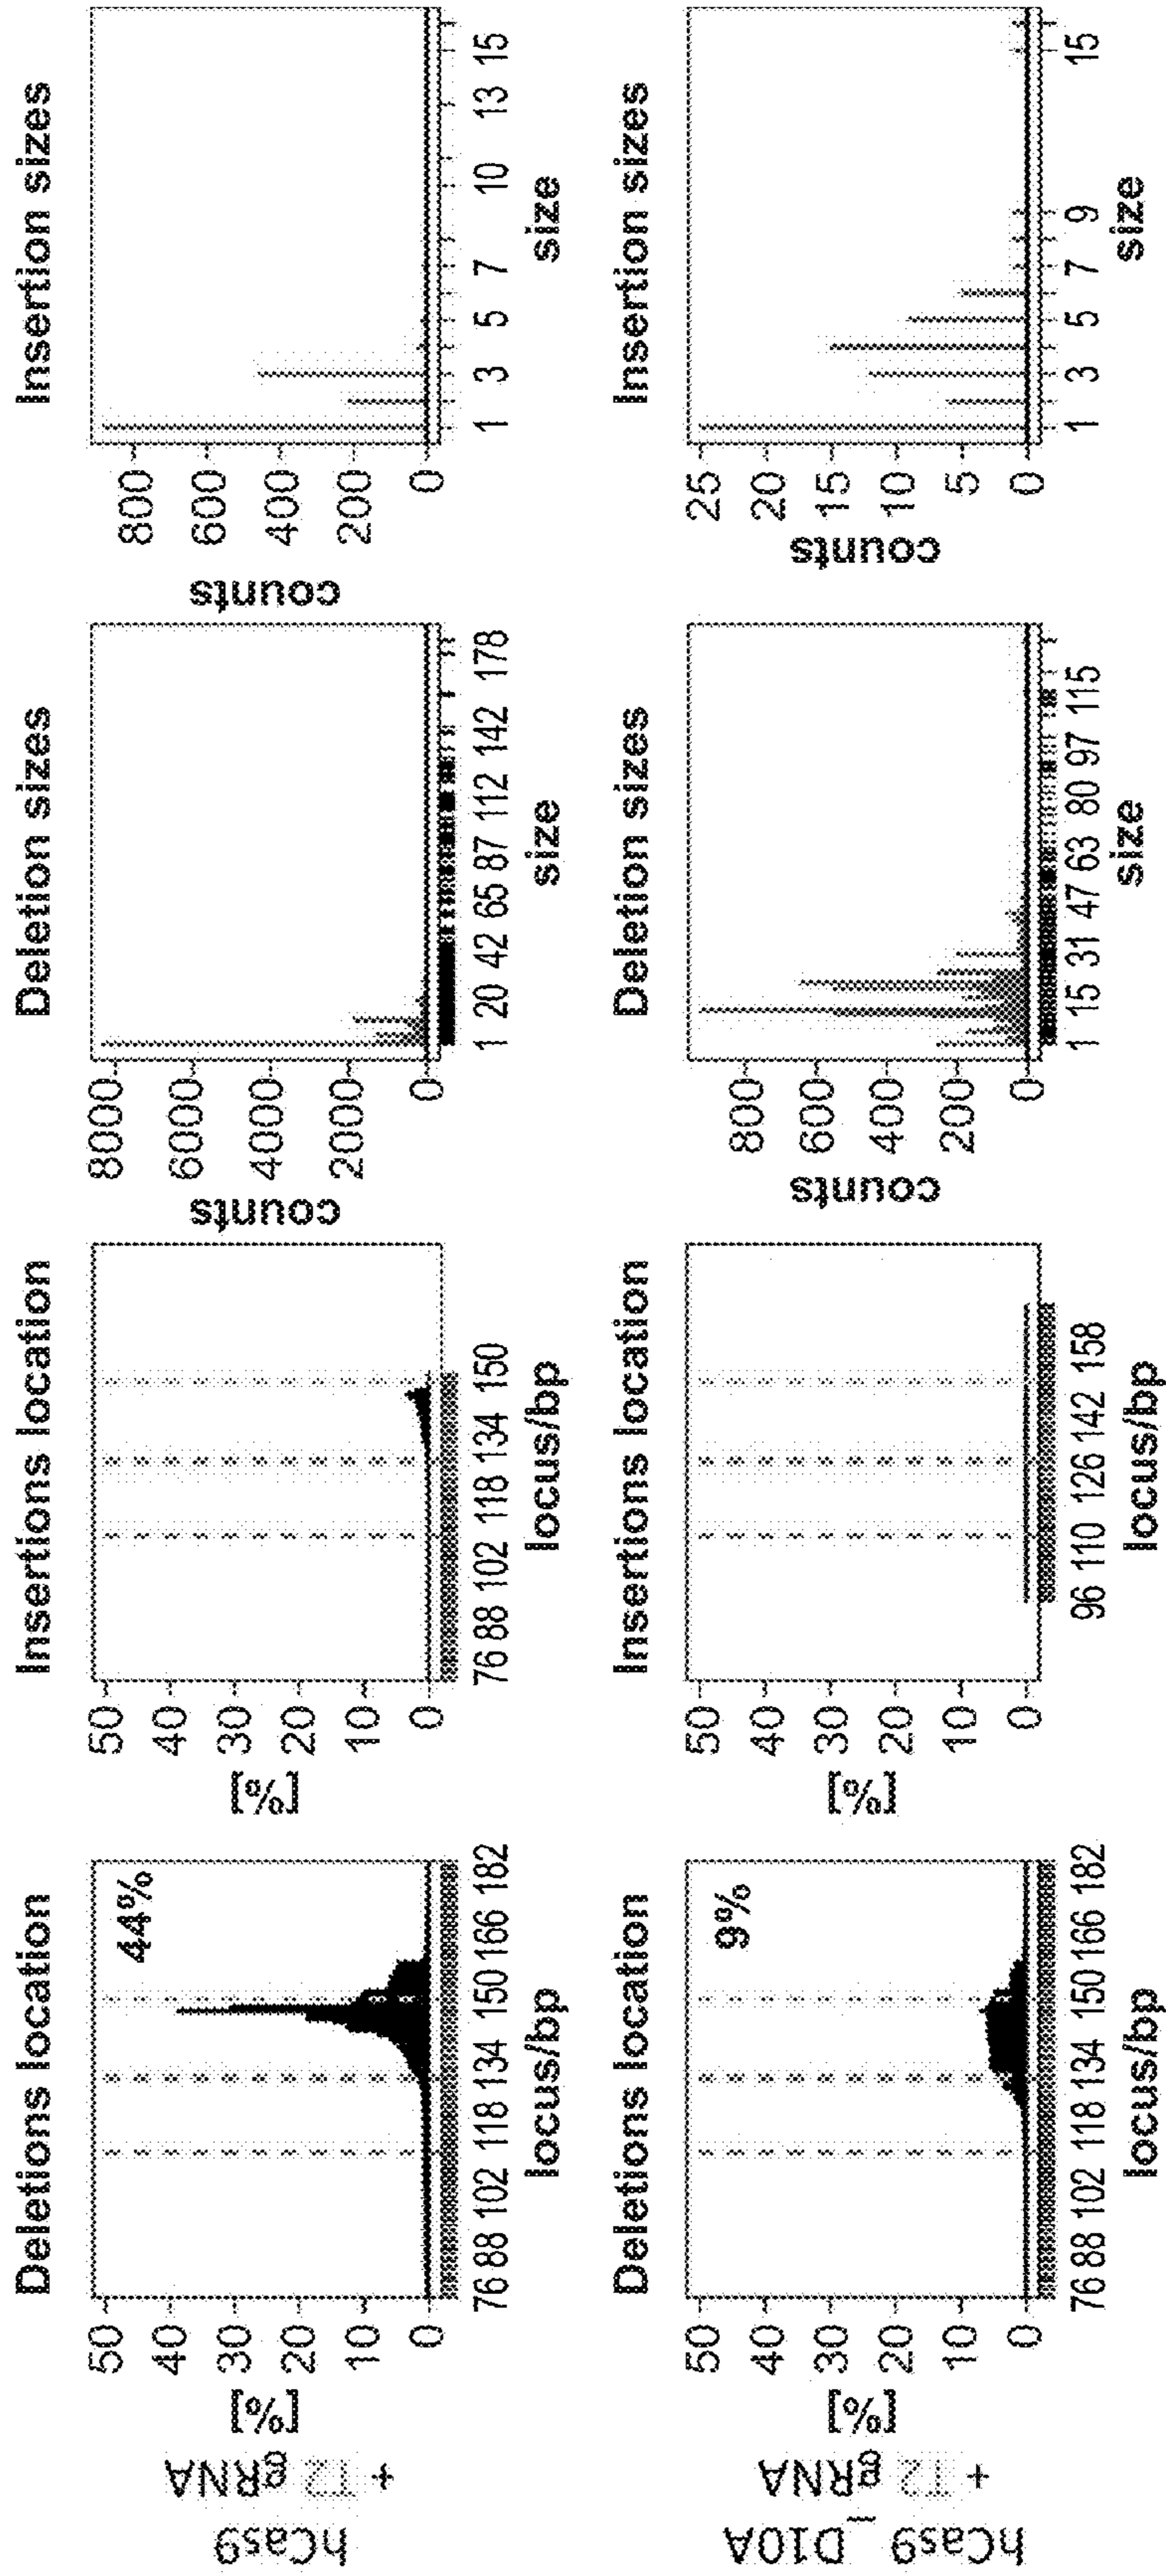 hCas9
+ T2 gRNA
Deletions location
[%]
50
40
30
20
10
0
44%
76 88 102 118 134 150 166 182
locus/bp
Insertions location
[%]
50
40
30
20
10
0
76 88 102 118 134 150
locus/bp
Deletion sizes
counts
8000
6000
4000
2000
0
1 20 42 65 87 112 142 178
size
Insertion sizes
counts
800
600
400
200
0
1 3 5 7 10 13 15
size
hCas9_D10A
+ T2 gRNA
Deletions location
[%]
50
40
30
20
10
0
9%
76 88 102 118 134 150 166 182
locus/bp
Insertions location
[%]
50
40
30
20
10
0
96 110 126 142 158
locus/bp
Deletion sizes
counts
800
600
400
200
0
1 15 31 47 63 80 97 115
size
Insertion sizes
counts
25
20
15
10
5
0
1 3 5 7 9 15
size